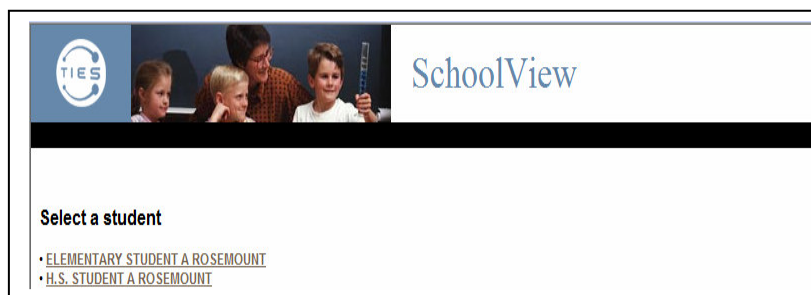 TIES
SchoolView
Select a student
• ELEMENTARY STUDENT A ROSEMOUNT
• H.S. STUDENT A ROSEMOUNT